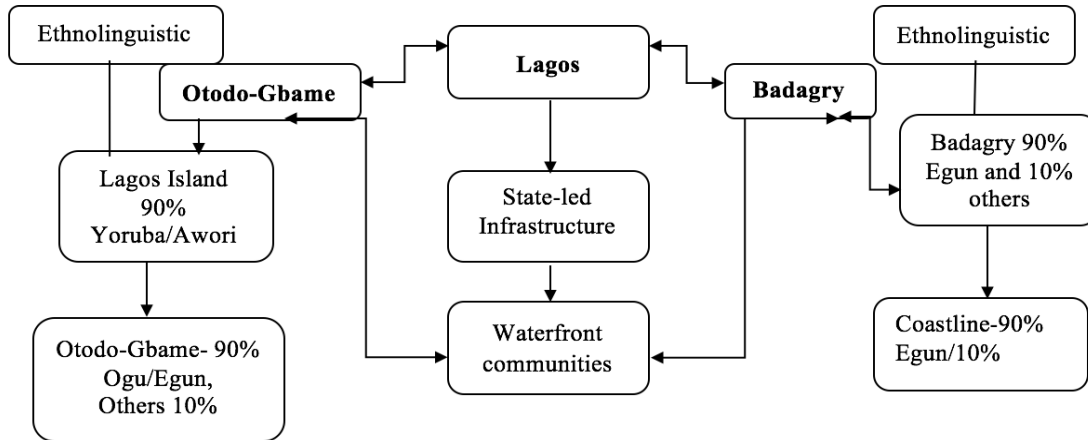 Ethnolinguistic
Otodo-Gbame
Lagos Island
90%
Yoruba/Awori
Otodo-Gbame- 90%
Ogu/Egun,
Others 10%
Lagos
State-led
Infrastructure
Waterfront
communities
Ethnolinguistic
Badagry
Badagry 90%
Egun and 10%
others
Coastline-90%
Egun/10%